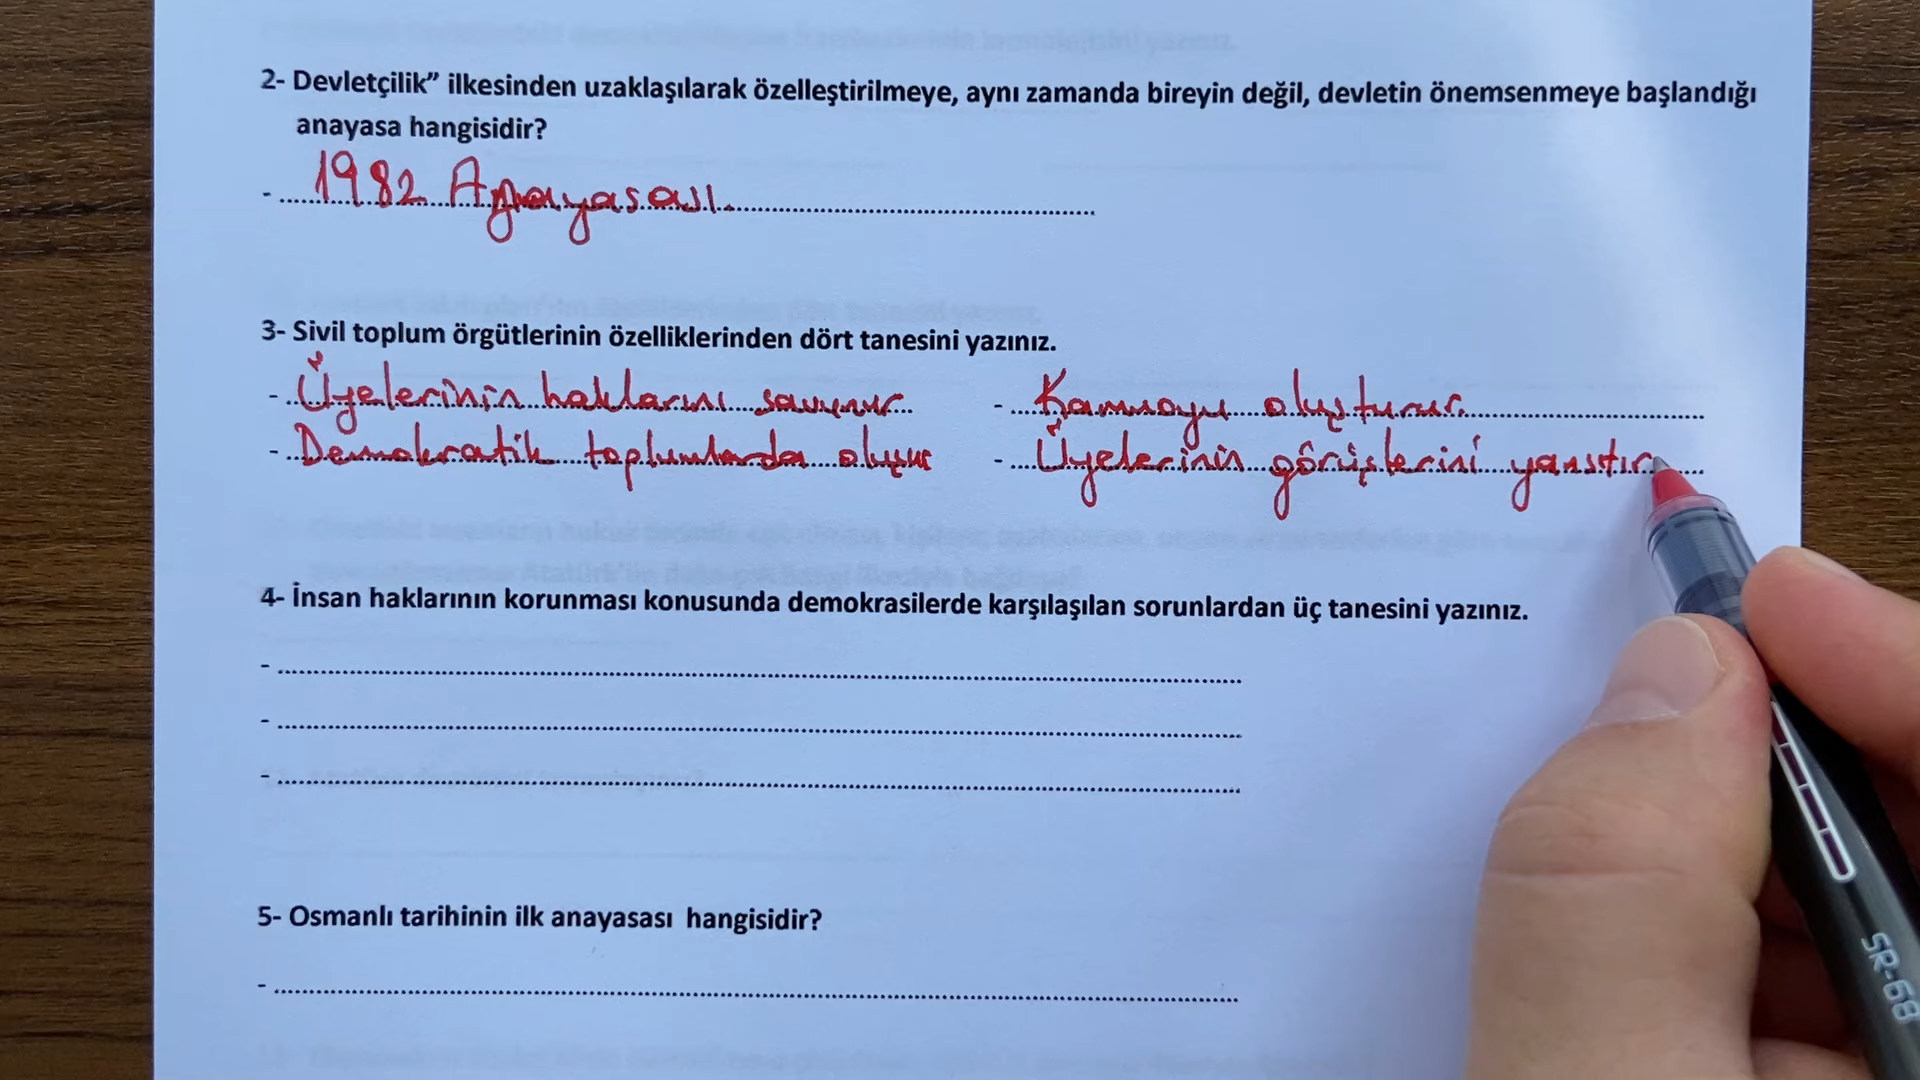 2- Devletçilik” ilkesinden uzaklaşılarak özelleştirilmeye, aynı zamanda bireyin değil, devletin önemsenmeye başlandığı
anayasa hangisidir?
- 1982 Anayasası.
3- Sivil toplum örgütlerinin özelliklerinden dört tanesini yazınız.
- Üyelerinin haklarını savunur - Kamuoyu oluşturur.
- Demokratik toplumlarda oluşur - Üyelerinin görüşlerini yansıtır
4- İnsan haklarının korunması konusunda demokrasilerde karşılaşılan sorunlardan üç tanesini yazınız.
-
-
-
5- Osmanlı tarihinin ilk anayasası hangisidir?
-
SR-68